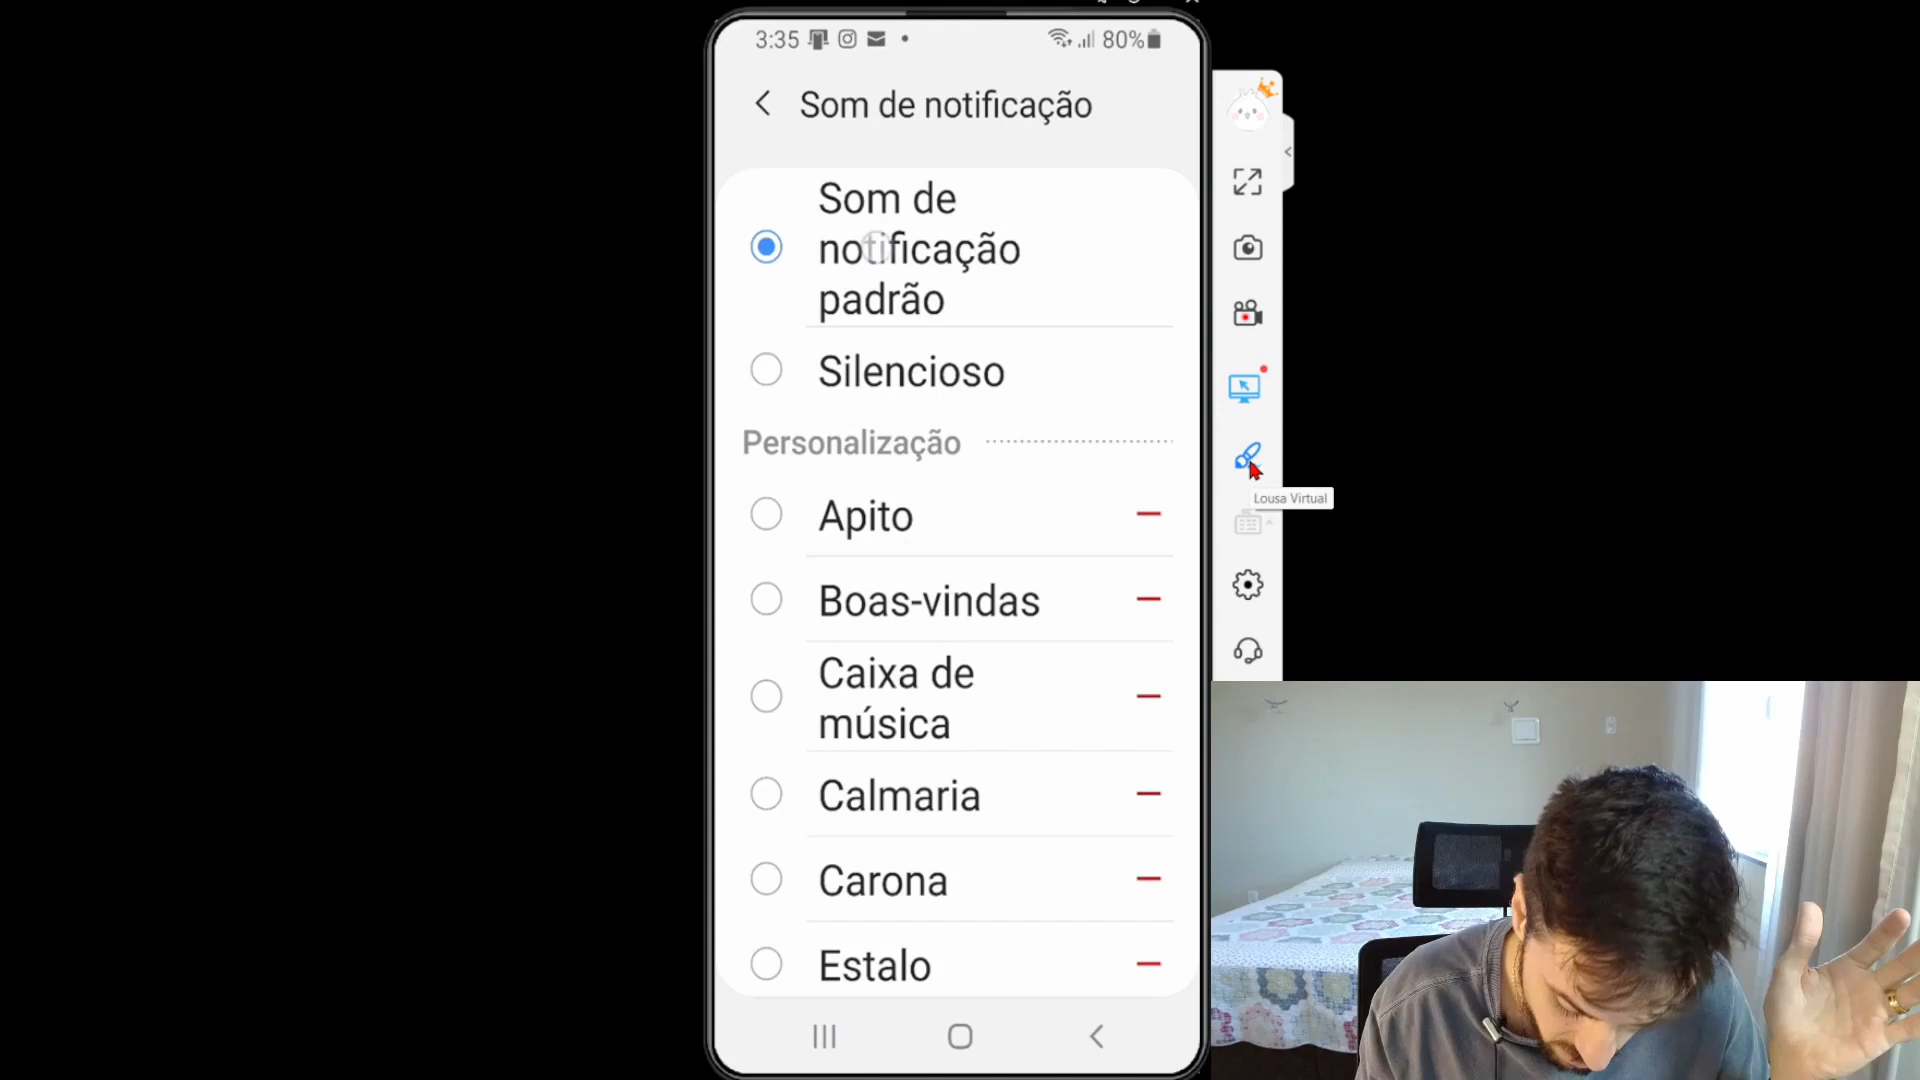 3:35
80%
Som de notificação
Som de
notificação
padrão
Silencioso
Personalização
Apito
Boas-vindas
Caixa de
música
Calmaria
Carona
Estalo
Lousa Virtual